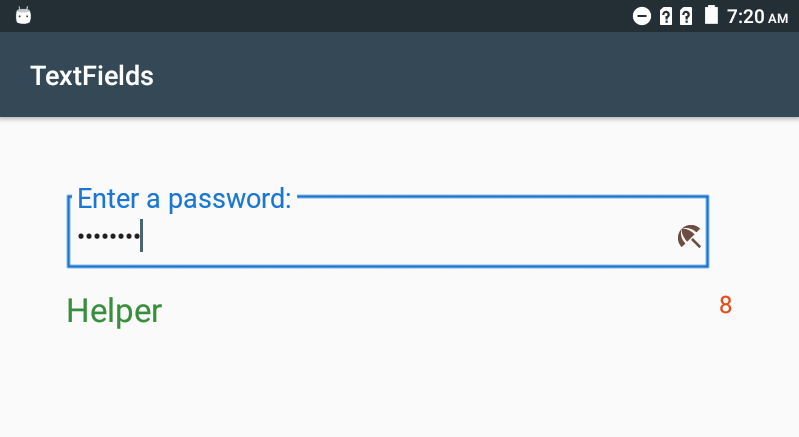 7:20 AM
TextFields
Enter a password:
••••••••
Helper
8